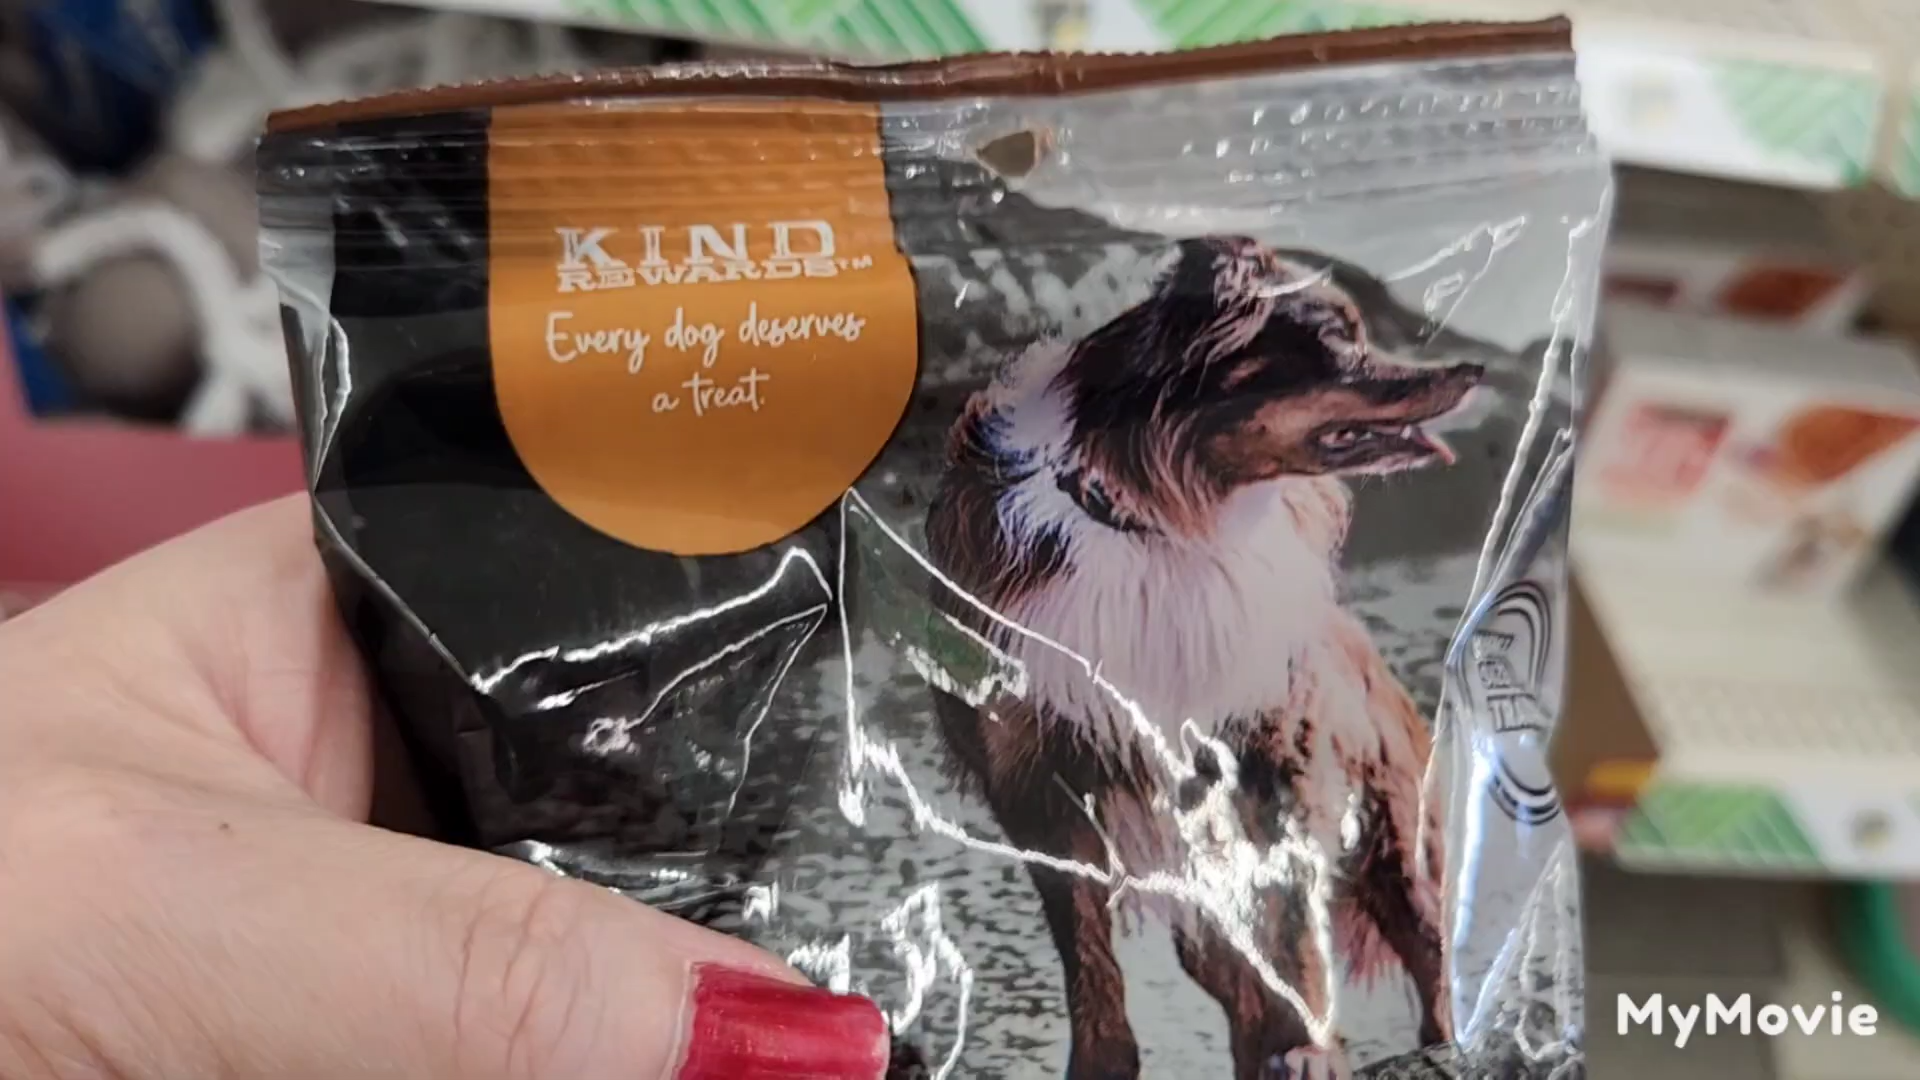 KIND
REWARDS™
Every dog deserves
a treat.
MyMovie